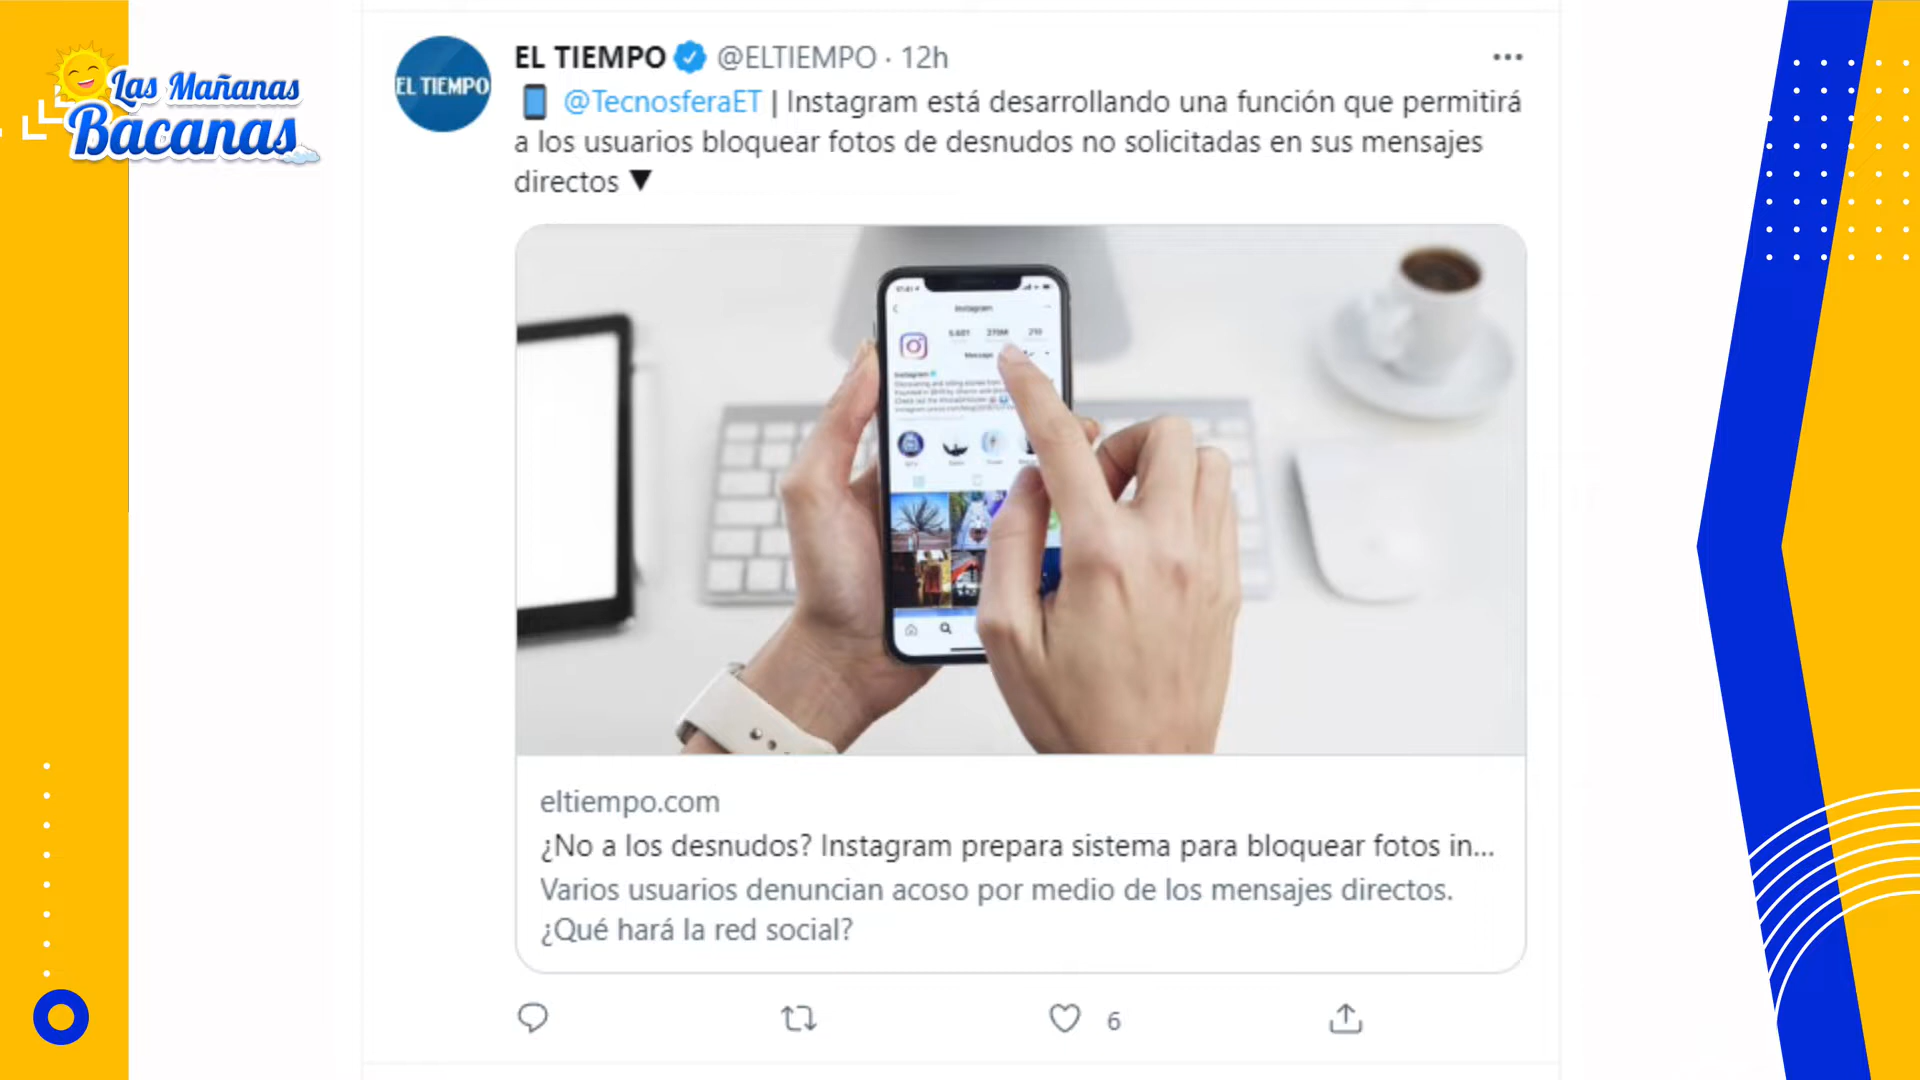 Las Mañanas
Bacanas
EL TIEMPO
EL TIEMPO @ELTIEMPO · 12h
@TecnosferaET | Instagram está desarrollando una función que permitirá
a los usuarios bloquear fotos de desnudos no solicitadas en sus mensajes
directos ▼
Instagram
Message
eltiempo.com
¿No a los desnudos? Instagram prepara sistema para bloquear fotos in...
Varios usuarios denuncian acoso por medio de los mensajes directos.
¿Qué hará la red social?
6